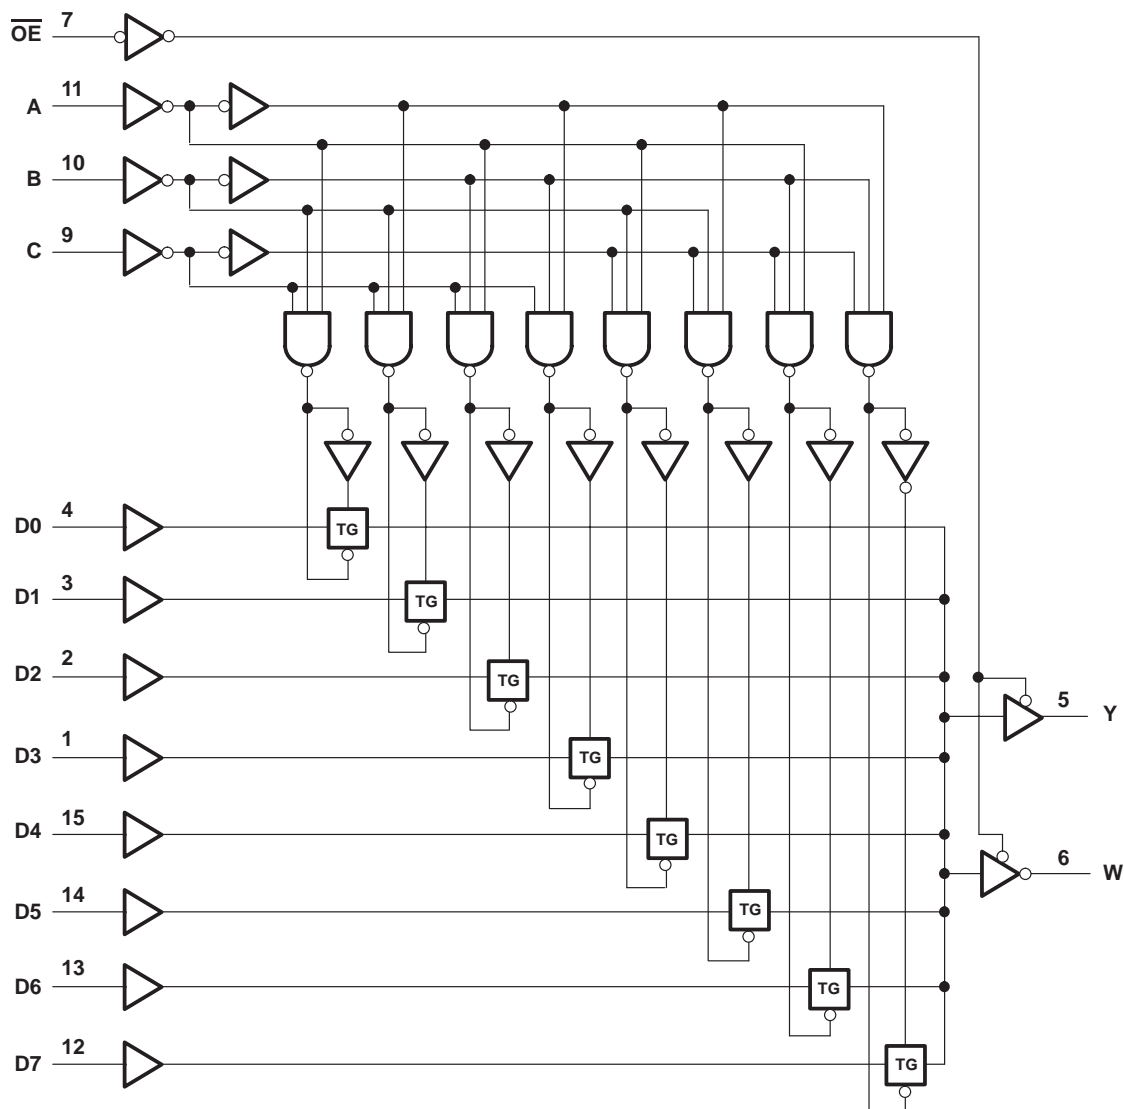 OE 7
A 11
B 10
C 9
D0 4 TG
D1 3 TG
D2 2 TG
5 Y
D3 1 TG
D4 15 TG
6 W
D5 14 TG
D6 13 TG
D7 12 TG